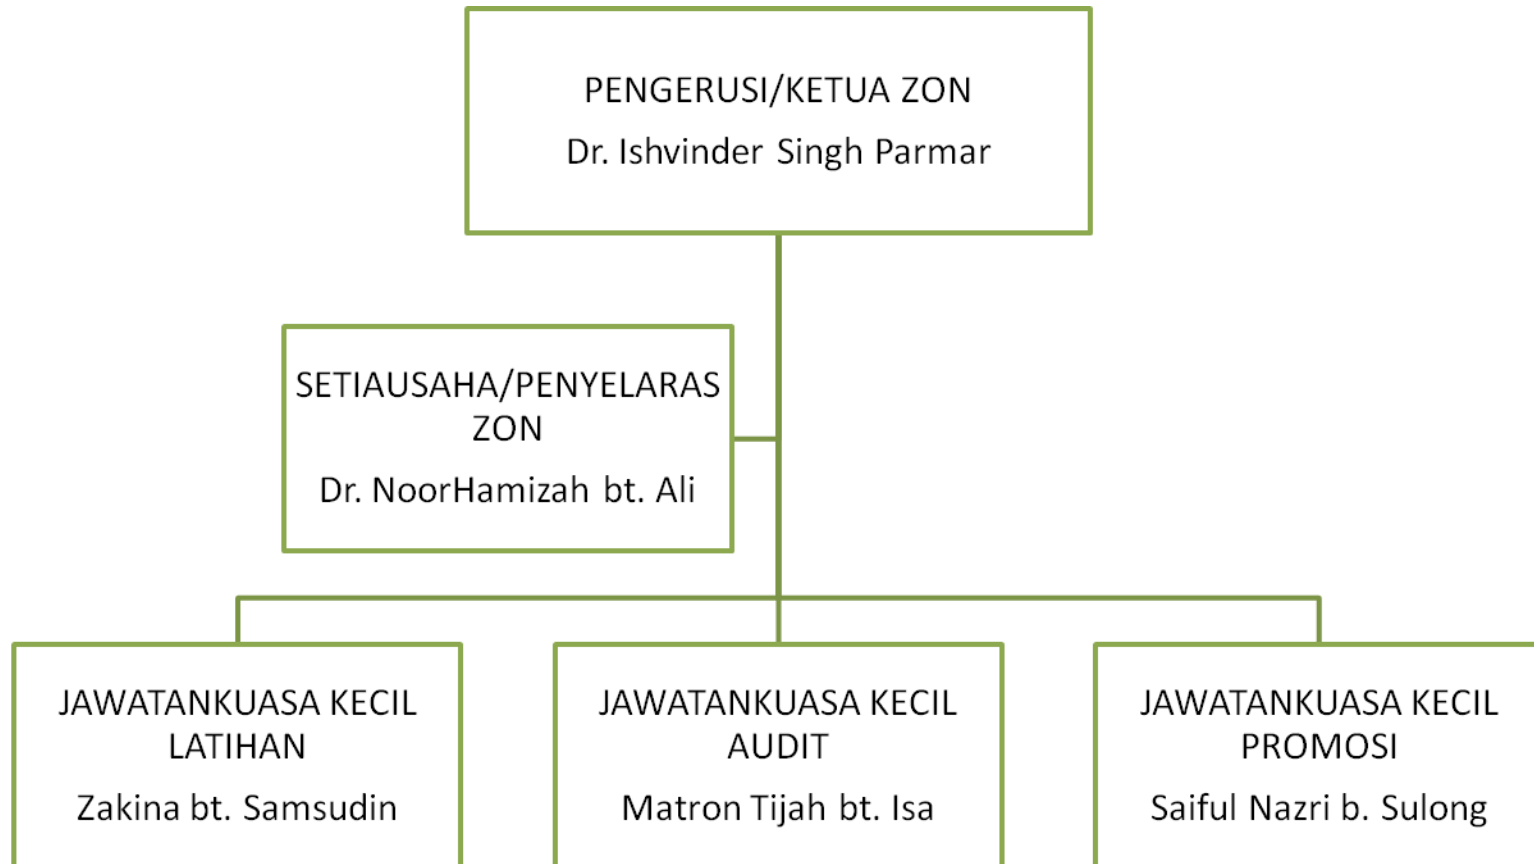 PENGERUSI/KETUA ZON
Dr. Ishvinder Singh Parmar
SETIAUSAHA/PENYELARAS
ZON
Dr. NoorHamizah bt. Ali
JAWATANKUASA KECIL
LATIHAN
Zakina bt. Samsudin
JAWATANKUASA KECIL
AUDIT
Matron Tijah bt. Isa
JAWATANKUASA KECIL
PROMOSI
Saiful Nazri b. Sulong